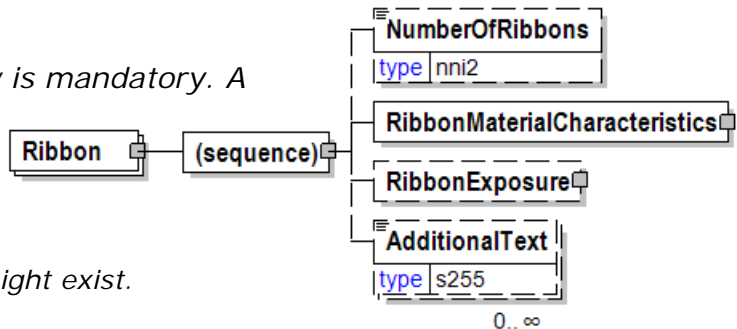 NumberOfRibbons
type nni2
is mandatory. A
RibbonMaterialCharacteristics
Ribbon
(sequence)
RibbonExposure
AdditionalText
type s255
ight exist.
0..∞